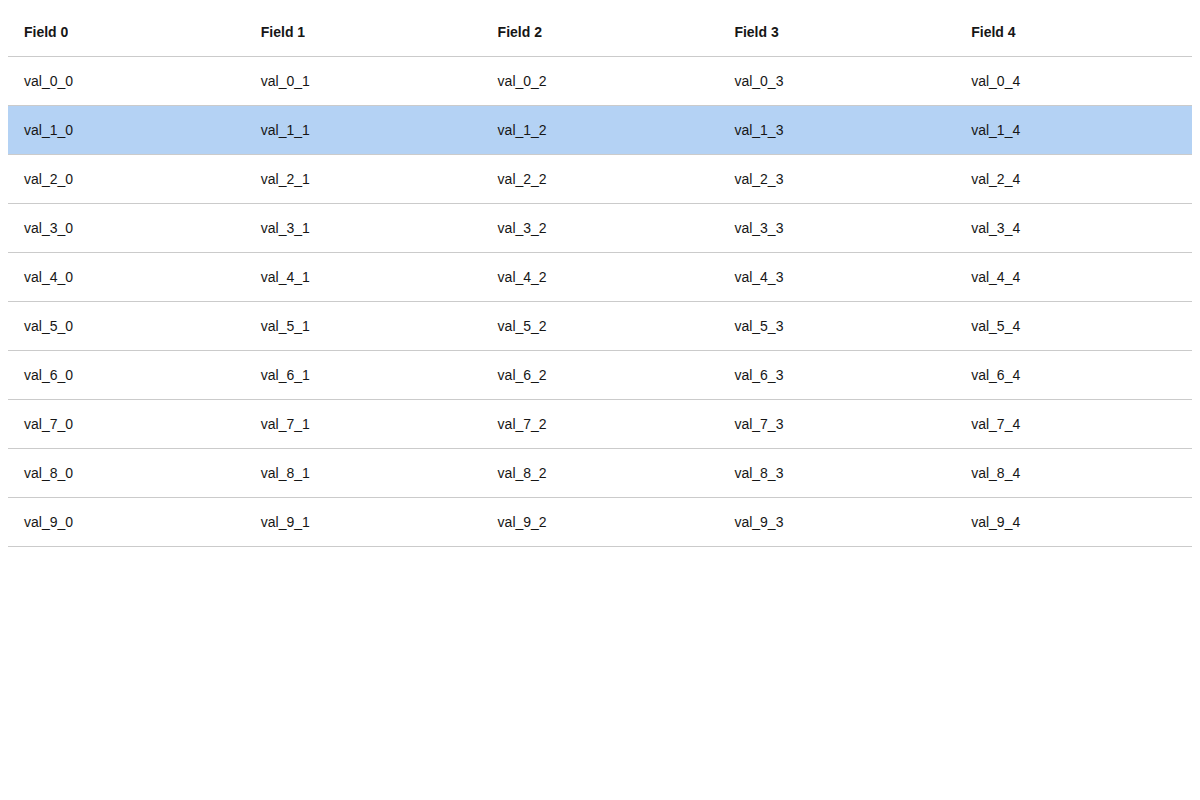 Field 0 Field 1 Field 2 Field 3 Field 4
val_0_0 val_0_1 val_0_2 val_0_3 val_0_4
val_1_0 val_1_1 val_1_2 val_1_3 val_1_4
val_2_0 val_2_1 val_2_2 val_2_3 val_2_4
val_3_0 val_3_1 val_3_2 val_3_3 val_3_4
val_4_0 val_4_1 val_4_2 val_4_3 val_4_4
val_5_0 val_5_1 val_5_2 val_5_3 val_5_4
val_6_0 val_6_1 val_6_2 val_6_3 val_6_4
val_7_0 val_7_1 val_7_2 val_7_3 val_7_4
val_8_0 val_8_1 val_8_2 val_8_3 val_8_4
val_9_0 val_9_1 val_9_2 val_9_3 val_9_4